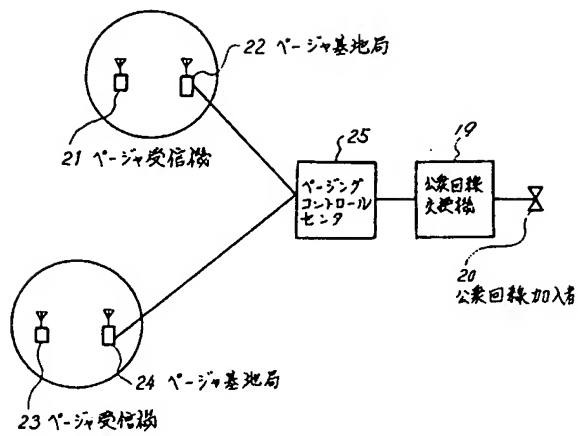 22 ページャ基地局
21 ページャ受信機
25
19
ページング
コントロール
センタ
公衆回線
交換機
20
公衆回線加入者
24 ページャ基地局
23 ページャ受信機